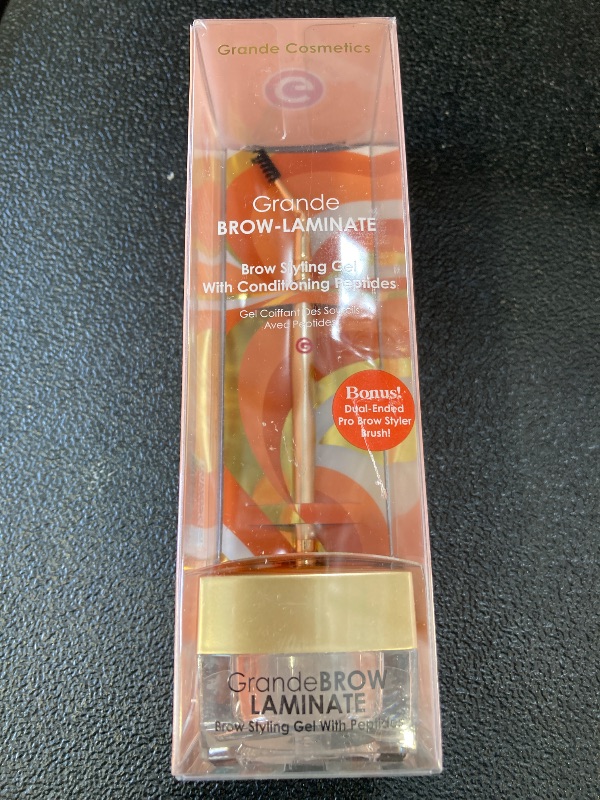 Grande Cosmetics
G
Grande
BROW-LAMINATE
Brow Styling Gel
With Conditioning Peptides
Gel Coiffant Des Sourcils
Avec Peptides
G
Bonus!
Dual-Ended
Pro Brow Styler
Brush!
GrandeBROW
LAMINATE
Brow Styling Gel With Peptides